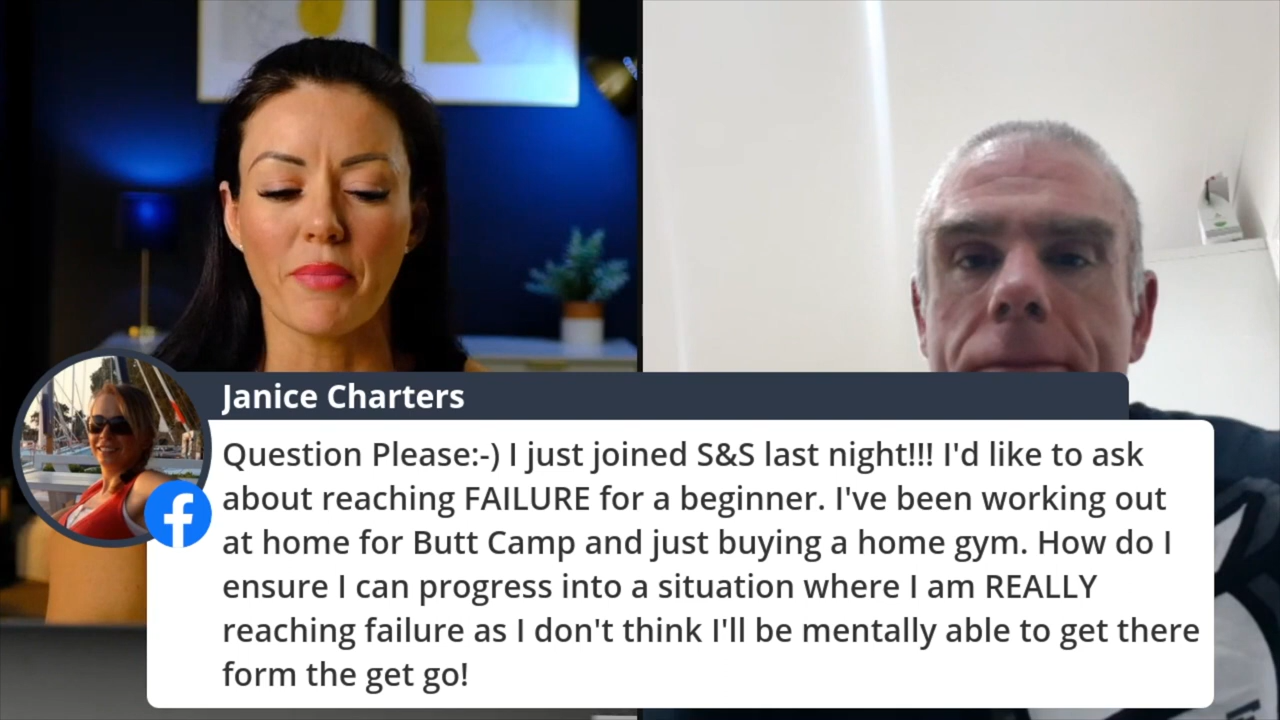 Janice Charters
Question Please:-) I just joined S&S last night!!! I'd like to ask
about reaching FAILURE for a beginner. I've been working out
at home for Butt Camp and just buying a home gym. How do I
ensure I can progress into a situation where I am REALLY
reaching failure as I don't think I'll be mentally able to get there
form the get go!